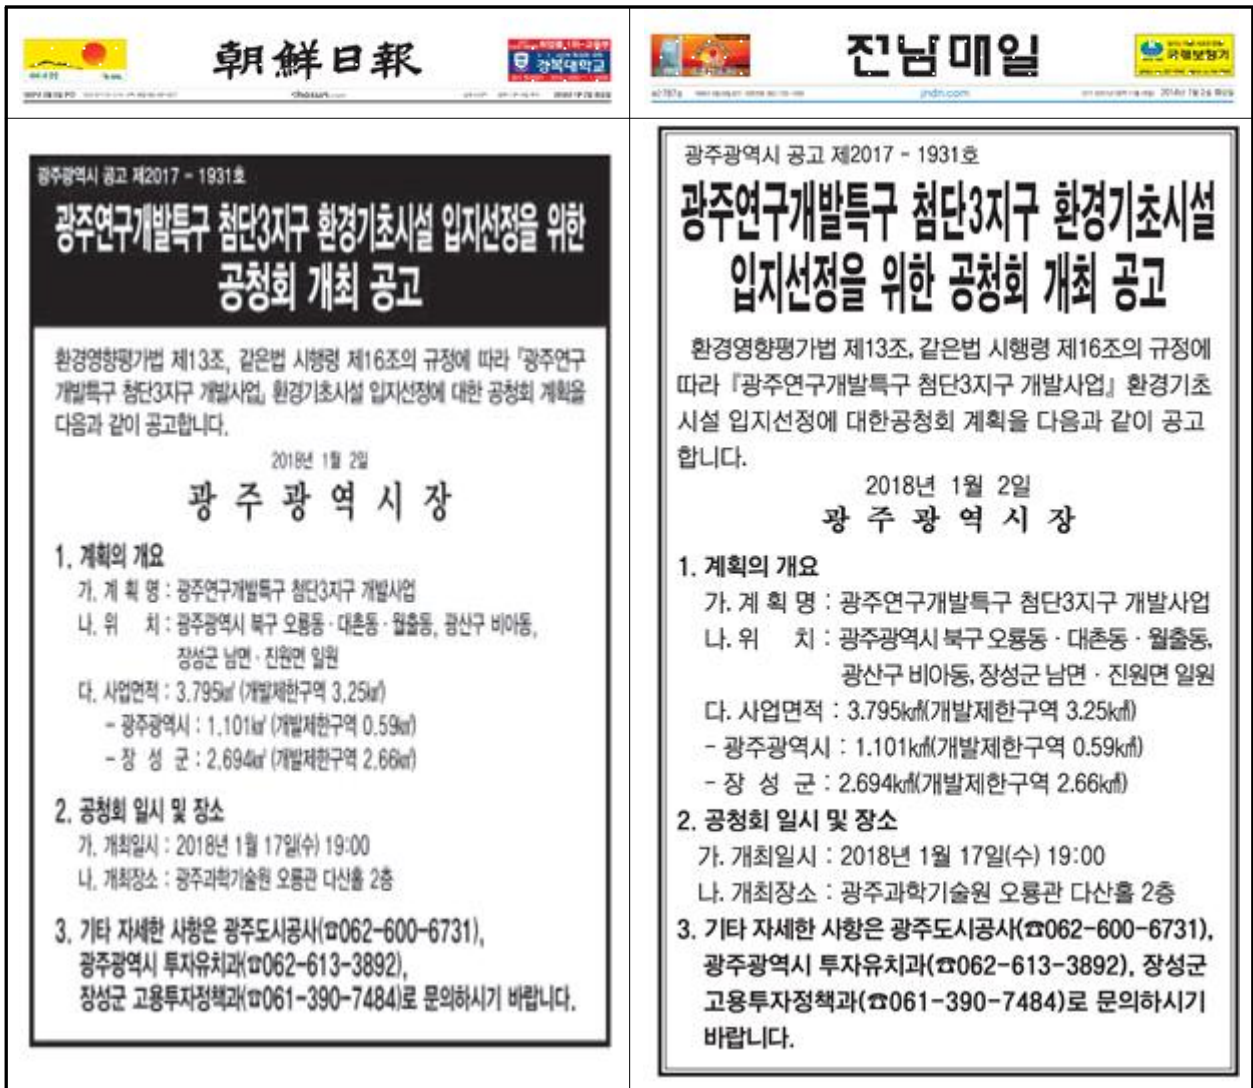 朝鮮日報
경복대학교
chosun
광주광역시 공고 제2017 - 1931호
광주연구개발특구 첨단3지구 환경기초시설 입지선정을 위한
공청회 개최 공고
환경영향평가법 제13조, 같은법 시행령 제16조의 규정에 따라 『광주연구
개발특구 첨단3지구 개발사업』 환경기초시설 입지선정에 대한 공청회 계획을
다음과 같이 공고합니다.
2018년 1월 2일
광 주 광 역 시 장
1. 계획의 개요
가. 계 획 명 : 광주연구개발특구 첨단3지구 개발사업
나. 위 치 : 광주광역시 북구 오룡동 · 대촌동 · 월출동, 광산구 비아동,
장성군 남면 · 진원면 일원
다. 사업면적 : 3.795㎢ (개발제한구역 3.25㎢)
- 광주광역시 : 1.101㎢ (개발제한구역 0.59㎢)
- 장 성 군 : 2.694㎢ (개발제한구역 2.66㎢)
2. 공청회 일시 및 장소
가. 개최일시 : 2018년 1월 17일(수) 19:00
나. 개최장소 : 광주과학기술원 오룡관 다산홀 2층
3. 기타 자세한 사항은 광주도시공사(☎062-600-6731),
광주광역시 투자유치과(☎062-613-3892),
장성군 고용투자정책과(☎061-390-7484)로 문의하시기 바랍니다.
전남매일
jndn.com
광주광역시 공고 제2017 - 1931호
광주연구개발특구 첨단3지구 환경기초시설
입지선정을 위한 공청회 개최 공고
환경영향평가법 제13조, 같은법 시행령 제16조의 규정에
따라 『광주연구개발특구 첨단3지구 개발사업』 환경기초
시설 입지선정에 대한공청회 계획을 다음과 같이 공고
합니다.
2018년 1월 2일
광 주 광 역 시 장
1. 계획의 개요
가. 계 획 명 : 광주연구개발특구 첨단3지구 개발사업
나. 위 치 : 광주광역시 북구 오룡동 · 대촌동 · 월출동,
광산구 비아동, 장성군 남면 · 진원면 일원
다. 사업면적 : 3.795㎢(개발제한구역 3.25㎢)
- 광주광역시 : 1.101㎢(개발제한구역 0.59㎢)
- 장 성 군 : 2.694㎢(개발제한구역 2.66㎢)
2. 공청회 일시 및 장소
가. 개최일시 : 2018년 1월 17일(수) 19:00
나. 개최장소 : 광주과학기술원 오룡관 다산홀 2층
3. 기타 자세한 사항은 광주도시공사(☎062-600-6731),
광주광역시 투자유치과(☎062-613-3892), 장성군
고용투자정책과(☎061-390-7484)로 문의하시기
바랍니다.